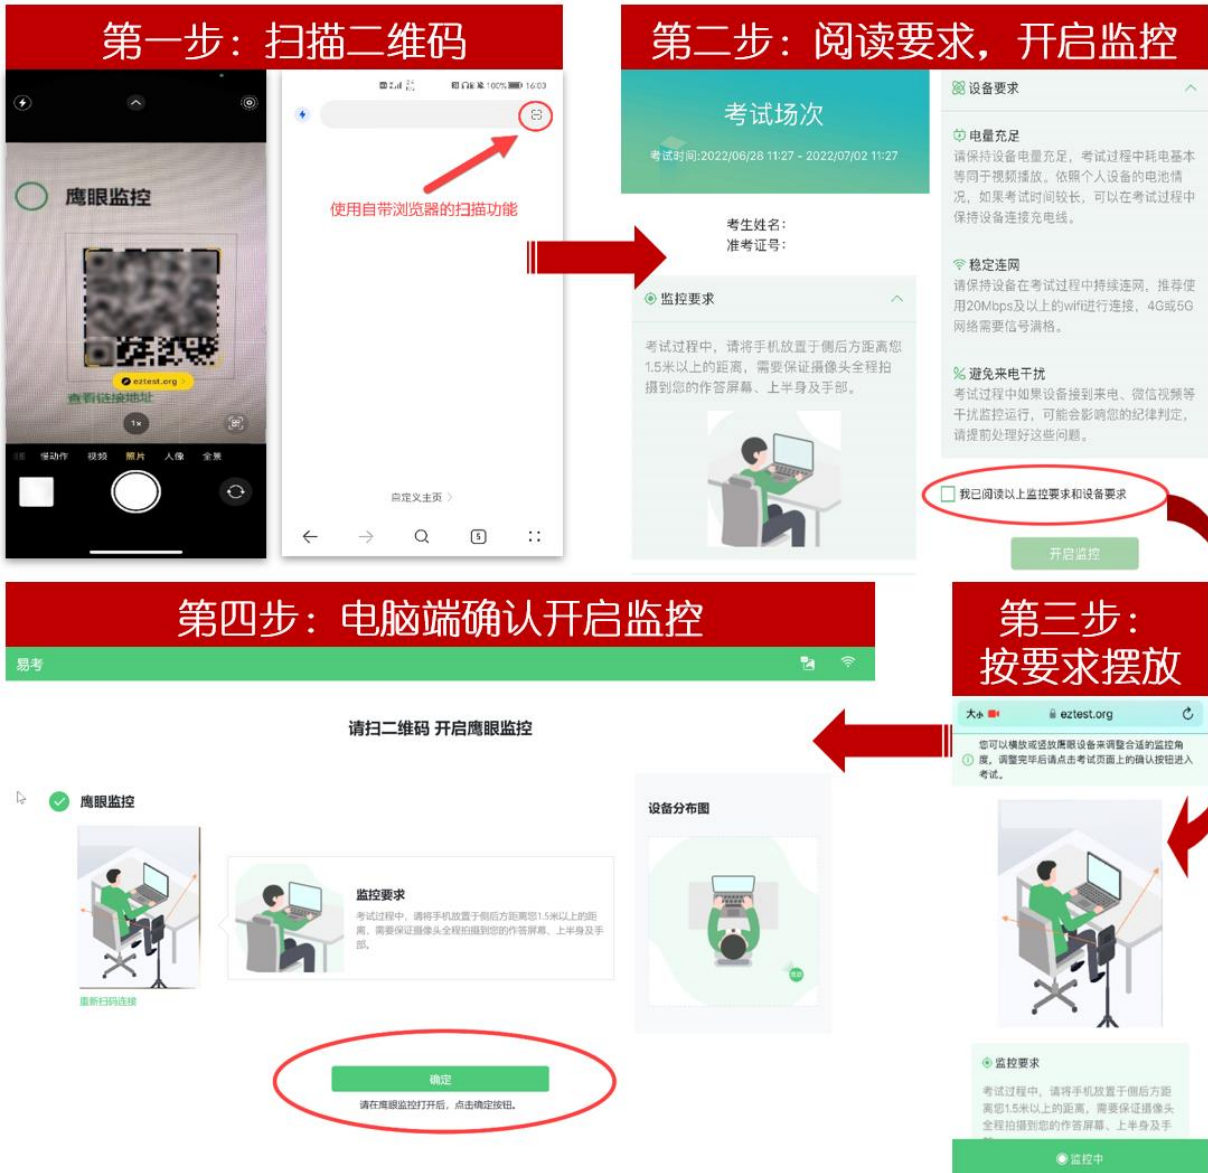 第一步：扫描二维码
鹰眼监控
eztest.org >
查看链接地址
1x
慢动作 视频 照片 人像 全景
100% 16:03
使用自带浏览器的扫描功能
自定义主页 >
5
第二步：阅读要求，开启监控
考试场次
考试时间:2022/06/28 11:27 - 2022/07/02 11:27
考生姓名：
准考证号：
监控要求
考试过程中，请将手机放置于侧后方距离您
1.5米以上的距离，需要保证摄像头全程拍
摄到您的作答屏幕、上半身及手部。
设备要求
电量充足
请保持设备电量充足，考试过程中耗电基本
等同于视频播放。依照个人设备的电池情
况，如果考试时间较长，可以在考试过程中
保持设备连接充电线。
稳定连网
请保持设备在考试过程中持续连网，推荐使
用20Mbps及以上的wifi进行连接，4G或5G
网络需要信号满格。
避免来电干扰
考试过程中如果设备接到来电、微信视频等
干扰监控运行，可能会影响您的纪律判定，
请提前处理好这些问题。
我已阅读以上监控要求和设备要求
开启监控
第三步：
按要求摆放
大小 eztest.org
您可以横放或竖放鹰眼设备来调整合适的监控角
度，调整完毕后请点击考试页面上的确认按钮进入
考试。
监控要求
考试过程中，请将手机放置于侧后方距
离您1.5米以上的距离，需要保证摄像头
全程拍摄到您的作答屏幕、上半身及手
监控中
第四步：电脑端确认开启监控
易考
请扫二维码 开启鹰眼监控
鹰眼监控
重新扫码连接
监控要求
考试过程中，请将手机放置于侧后方距离您1.5米以上的距
离，需要保证摄像头全程拍摄到您的作答屏幕、上半身及手
部。
设备分布图
确定
请在鹰眼监控打开后，点击确定按钮。